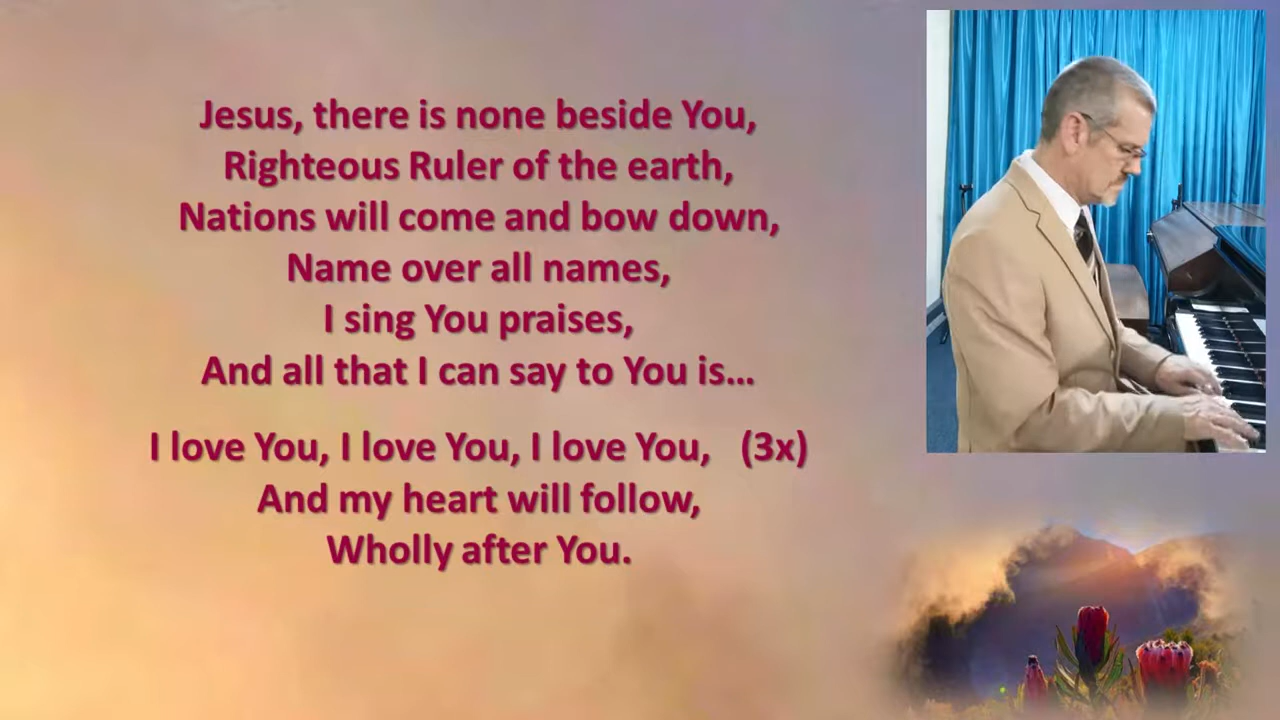 Jesus, there is none beside You,
Righteous Ruler of the earth,
Nations will come and bow down,
Name over all names,
I sing You praises,
And all that I can say to You is…
I love You, I love You, I love You, (3x)
And my heart will follow,
Wholly after You.